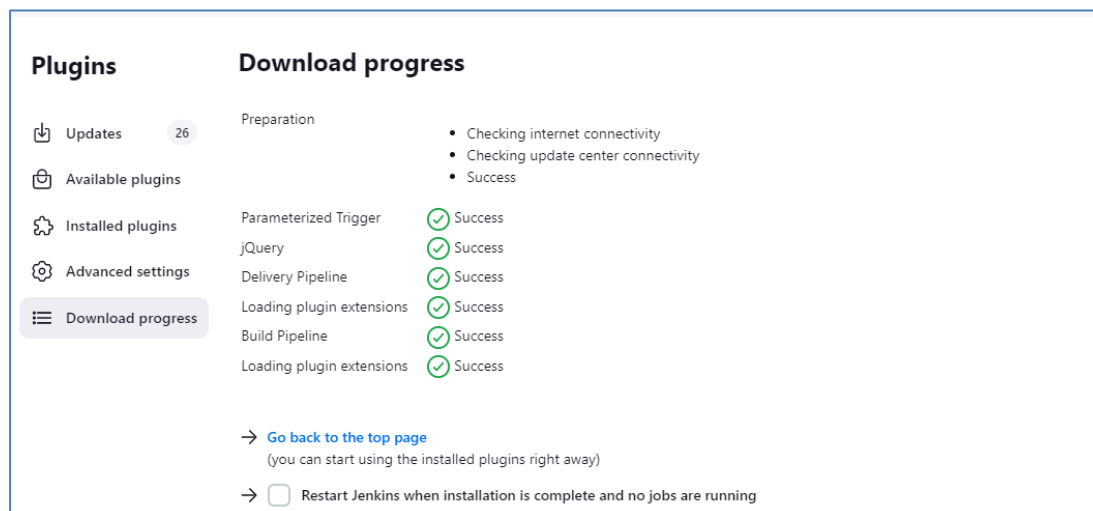 Plugins
Updates 26
Available plugins
Installed plugins
Advanced settings
Download progress
Download progress
Preparation
Checking internet connectivity
Checking update center connectivity
Success
Parameterized Trigger Success
jQuery Success
Delivery Pipeline Success
Loading plugin extensions Success
Build Pipeline Success
Loading plugin extensions Success
Go back to the top page
(you can start using the installed plugins right away)
Restart Jenkins when installation is complete and no jobs are running